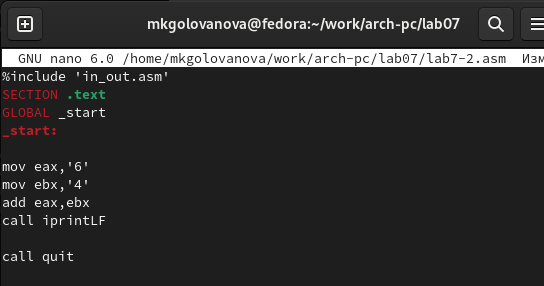 mkgolovanova@fedora:~/work/arch-pc/lab07
GNU nano 6.0 /home/mkgolovanova/work/arch-pc/lab07/lab7-2.asm Изм
%include 'in_out.asm'
SECTION .text
GLOBAL _start
_start:
mov eax,'6'
mov ebx,'4'
add eax,ebx
call iprintLF
call quit